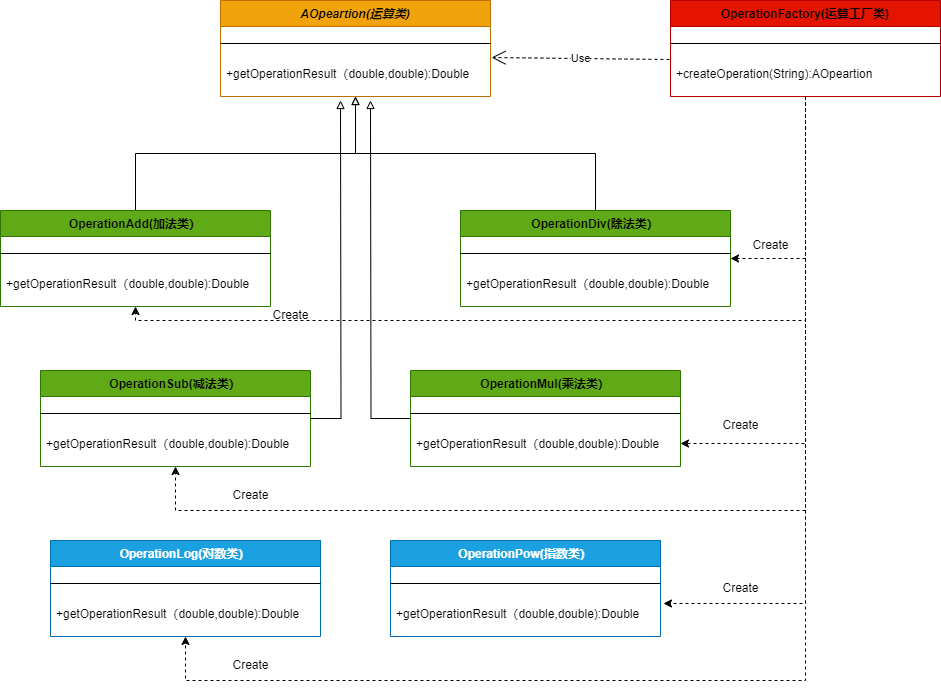 AOpeartion(运算类)
OperationFactory(运算工厂类)
+getOperationResult（double,double):Double
Use
+createOperation(String):AOpeartion
OperationAdd(加法类)
OperationDiv(除法类)
Create
+getOperationResult（double,double):Double
+getOperationResult（double,double):Double
Create
OperationSub(减法类)
OperationMul(乘法类)
Create
+getOperationResult（double,double):Double
+getOperationResult（double,double):Double
Create
OperationLog(对数类)
OperationPow(指数类)
Create
+getOperationResult（double,double):Double
+getOperationResult（double,double):Double
Create